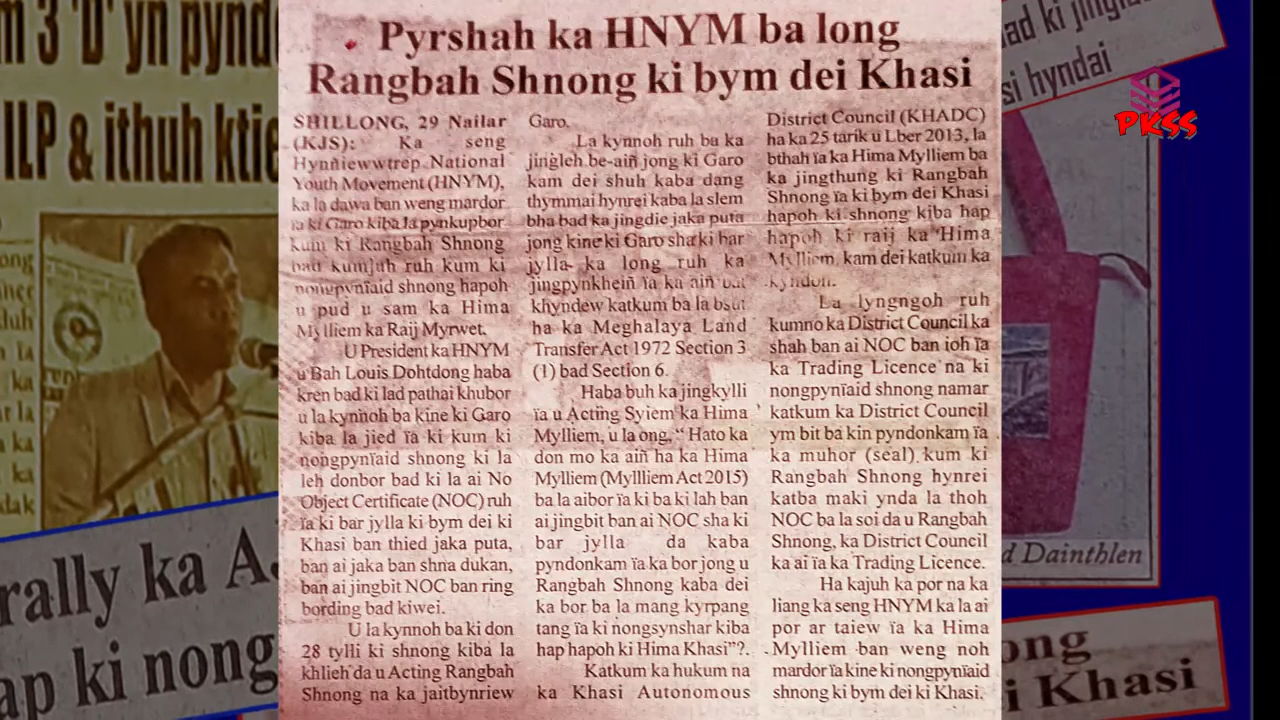 Pyrshah ka HNYM ba long
Rangbah Shnong ki bym dei Khasi
SHILLONG, 29 Nailar
(KJS): Ka seng
Hynñiewtrep National
Youth Movement (HNYM),
ka la dawa ban weng mardor
ia ki Garo kiba la pynkupbor
kum ki Rangbah Shnong
bad kumjuh ruh kum ki
nongpynïaid shnong hapoh
u pud u sam ka Hima
Mylliem ka Raij Myrwet.
U President ka HNYM
u Bah Louis Dohtdong haba
kren bad ki lad pathai khubor
u la kynnoh ba kine ki Garo
kiba la jied ïa ki kum ki
nongpynïaid shnong ki la
leh donbor bad ki la ai No
Object Certificate (NOC) ruh
ïa ki bar jylla ki bym dei ki
Khasi ban thied jaka puta,
ban ai jaka ban shna dukan,
ban ai jingbit NOC ban ring
bording bad kiwei.
U la kynnoh ba ki don
28 tylli ki shnong kiba la
khlieh da u Acting Rangbah
Shnong na ka jaitbynriew
Garo.
La kynnoh ruh ba ka
jingleh be-aiñ jong ki Garo
kam dei shuh kaba dang
thymmai hynrei kaba la slem
bha bad ka jingdie jaka puta
jong kine ki Garo sha ki bar
jylla- ka long ruh ka
jingpynkheiñ ïa ka aiñ bat
khyndew katkum ba la bsut
ha ka Meghalaya Land
Transfer Act 1972 Section 3
(1) bad Section 6.
Haba buh ka jingkylli
ïa u Acting Syiem ka Hima
Mylliem, u la ong, “ Hato ka
don mo ka aiñ ha ka Hima
Mylliem (Myllliem Act 2015)
ba la aibor ïa ki ba ki lah ban
ai jingbit ban ai NOC sha ki
bar jylla da kaba
pyndonkam ïa ka bor jong u
Rangbah Shnong kaba dei
ka bor ba la mang kyrpang
tang ïa ki nongsynshar kiba
hap hapoh ki Hima Khasi”?.
Katkum ka hukum na
ka Khasi Autonomous
District Council (KHADC)
ha ka 25 tarik u Lber 2013, la
bthah ïa ka Hima Mylliem ba
ka jingthung ki Rangbah
Shnong ïa ki bym dei Khasi
hapoh ki shnong kiba hap
hapoh ki raij ka Hima
Mylliem, kam dei katkum ka
kyndon.
La lyngngoh ruh
kumno ka District Council ka
shah ban ai NOC ban ioh ïa
ka Trading Licence na ki
nongpynïaid shnong namar
katkum ka District Council
ym bit ba kin pyndonkam ïa
ka muhor (seal) kum ki
Rangbah Shnong hynrei
katba maki ynda la thoh
NOC ba la soi da u Rangbah
Shnong, ka District Council
ka ai ïa ka Trading Licence.
Ha kajuh ka por na ka
liang ka seng HNYM ka la ai
por ar taiew ïa ka Hima
Mylliem ban weng noh
mardor ïa kine ki nongpynïaid
shnong ki bym dei ki Khasi.
m 3 'D' yn pynd
ILP & ithuh ktie
rally ka A
ap ki nong
ad ki
si hyndai
PKSS
d Dainthlen
ong
i Khasi